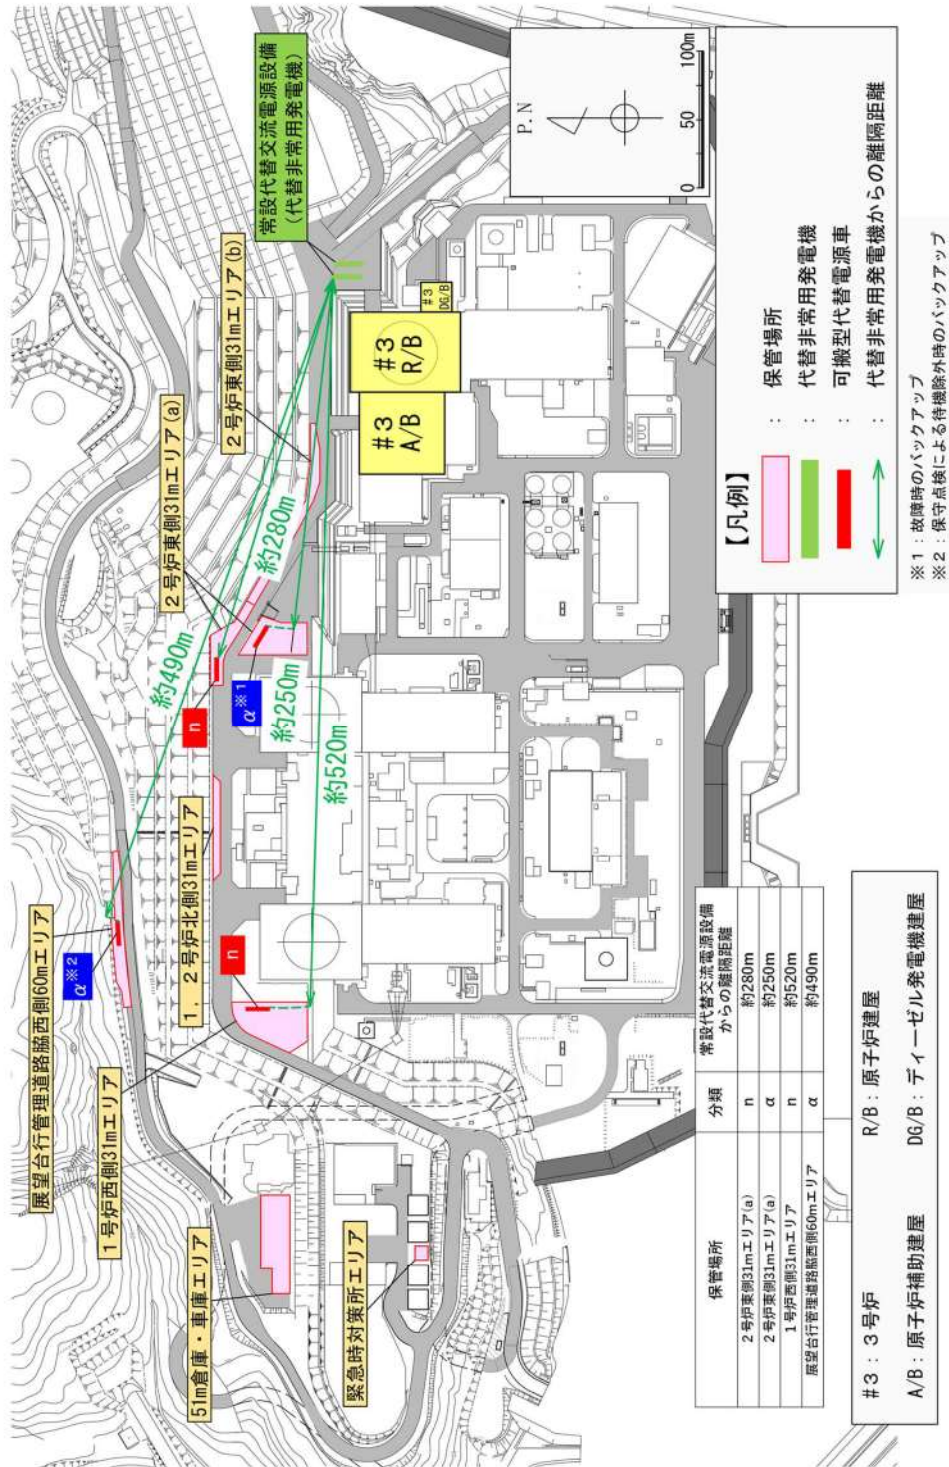 展望台行管理道路脇西側60mエリア
α※2
1号炉西側31mエリア
1,2号炉北側31mエリア
n
約490m
2号炉東側31mエリア(a)
n
α※1
約280m
約250m
約520m
2号炉東側31mエリア(b)
常設代替交流電源設備
(代替非常用発電機)
51m倉庫・車庫エリア
緊急時対策所エリア
#3
A/B
#3
R/B
#3
DG/B
P.N
0 50 100m
【凡例】
: 保管場所
: 代替非常用発電機
: 可搬型代替電源車
: 代替非常用発電機からの離隔距離
※1:故障時のバックアップ
※2:保守点検による待機除外時のバックアップ
保管場所 分類 常設代替交流電源設備
からの離隔距離
2号炉東側31mエリア(a) n 約280m
2号炉東側31mエリア(a) α 約250m
1号炉西側31mエリア n 約520m
展望台行管理道路脇西側60mエリア α 約490m
#3:3号炉 R/B:原子炉建屋
A/B:原子炉補助建屋 DG/B:ディーゼル発電機建屋